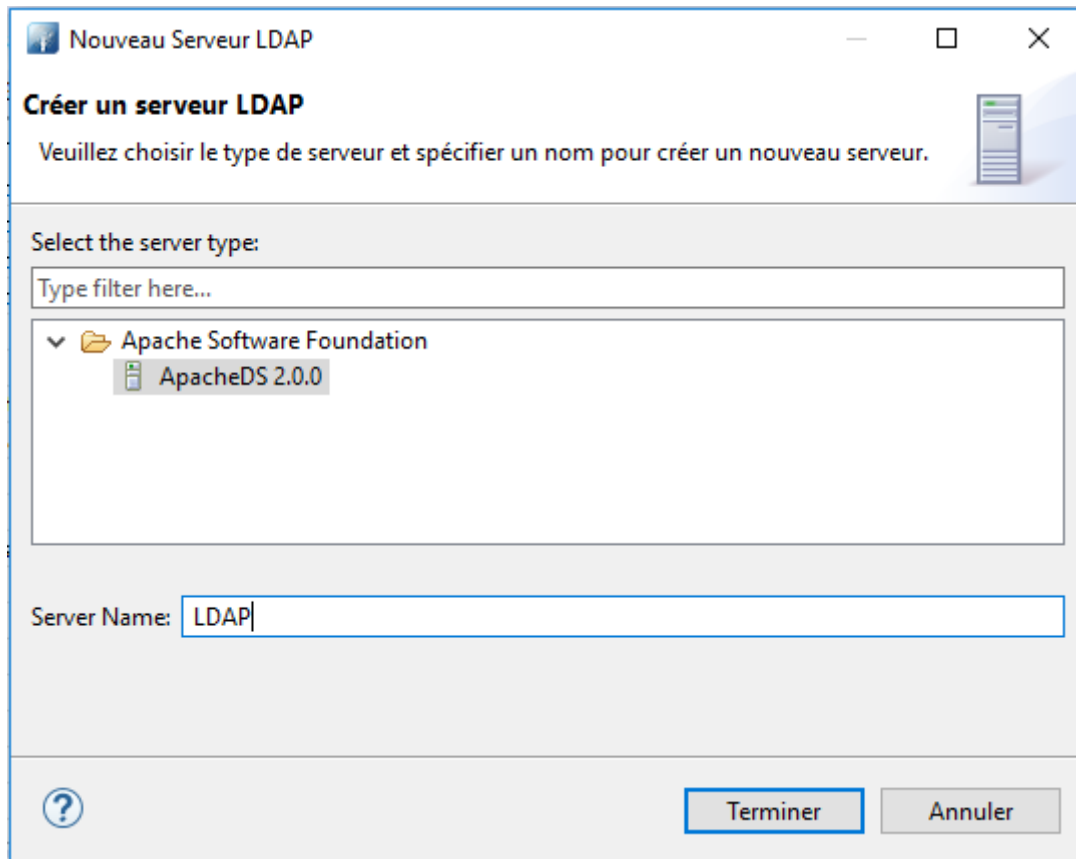 Nouveau Serveur LDAP
Créer un serveur LDAP
Veuillez choisir le type de serveur et spécifier un nom pour créer un nouveau serveur.
Select the server type:
Type filter here...
Apache Software Foundation
ApacheDS 2.0.0
Server Name: LDAP
?
Terminer Annuler